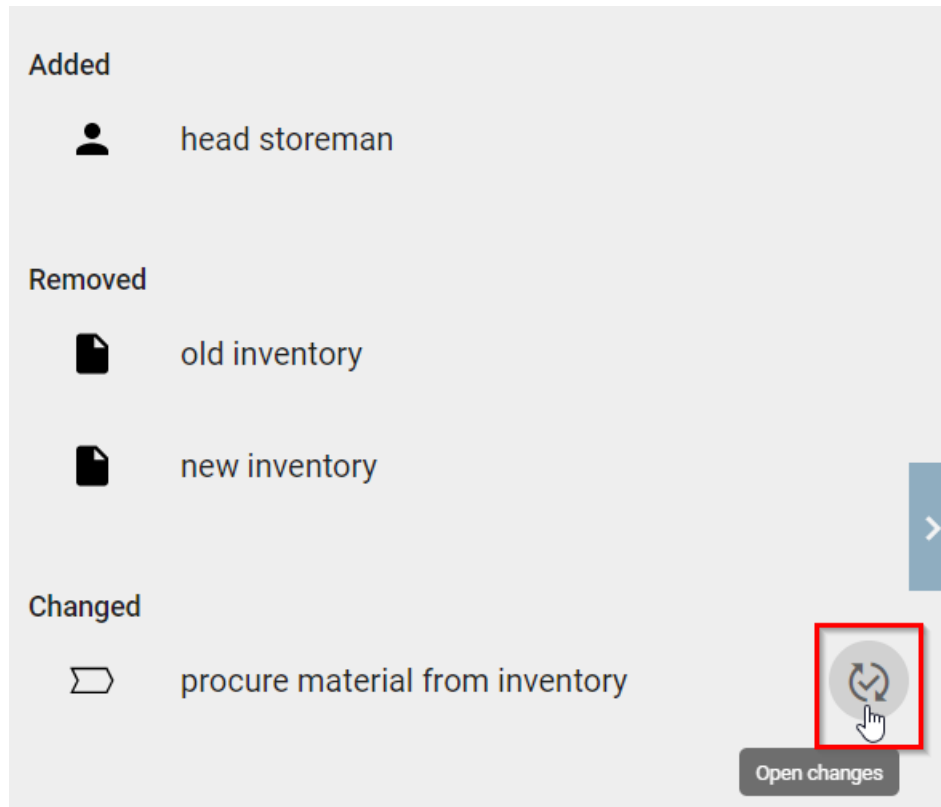 Added
head storeman
Removed
old inventory
new inventory
Changed
procure material from inventory
Open changes